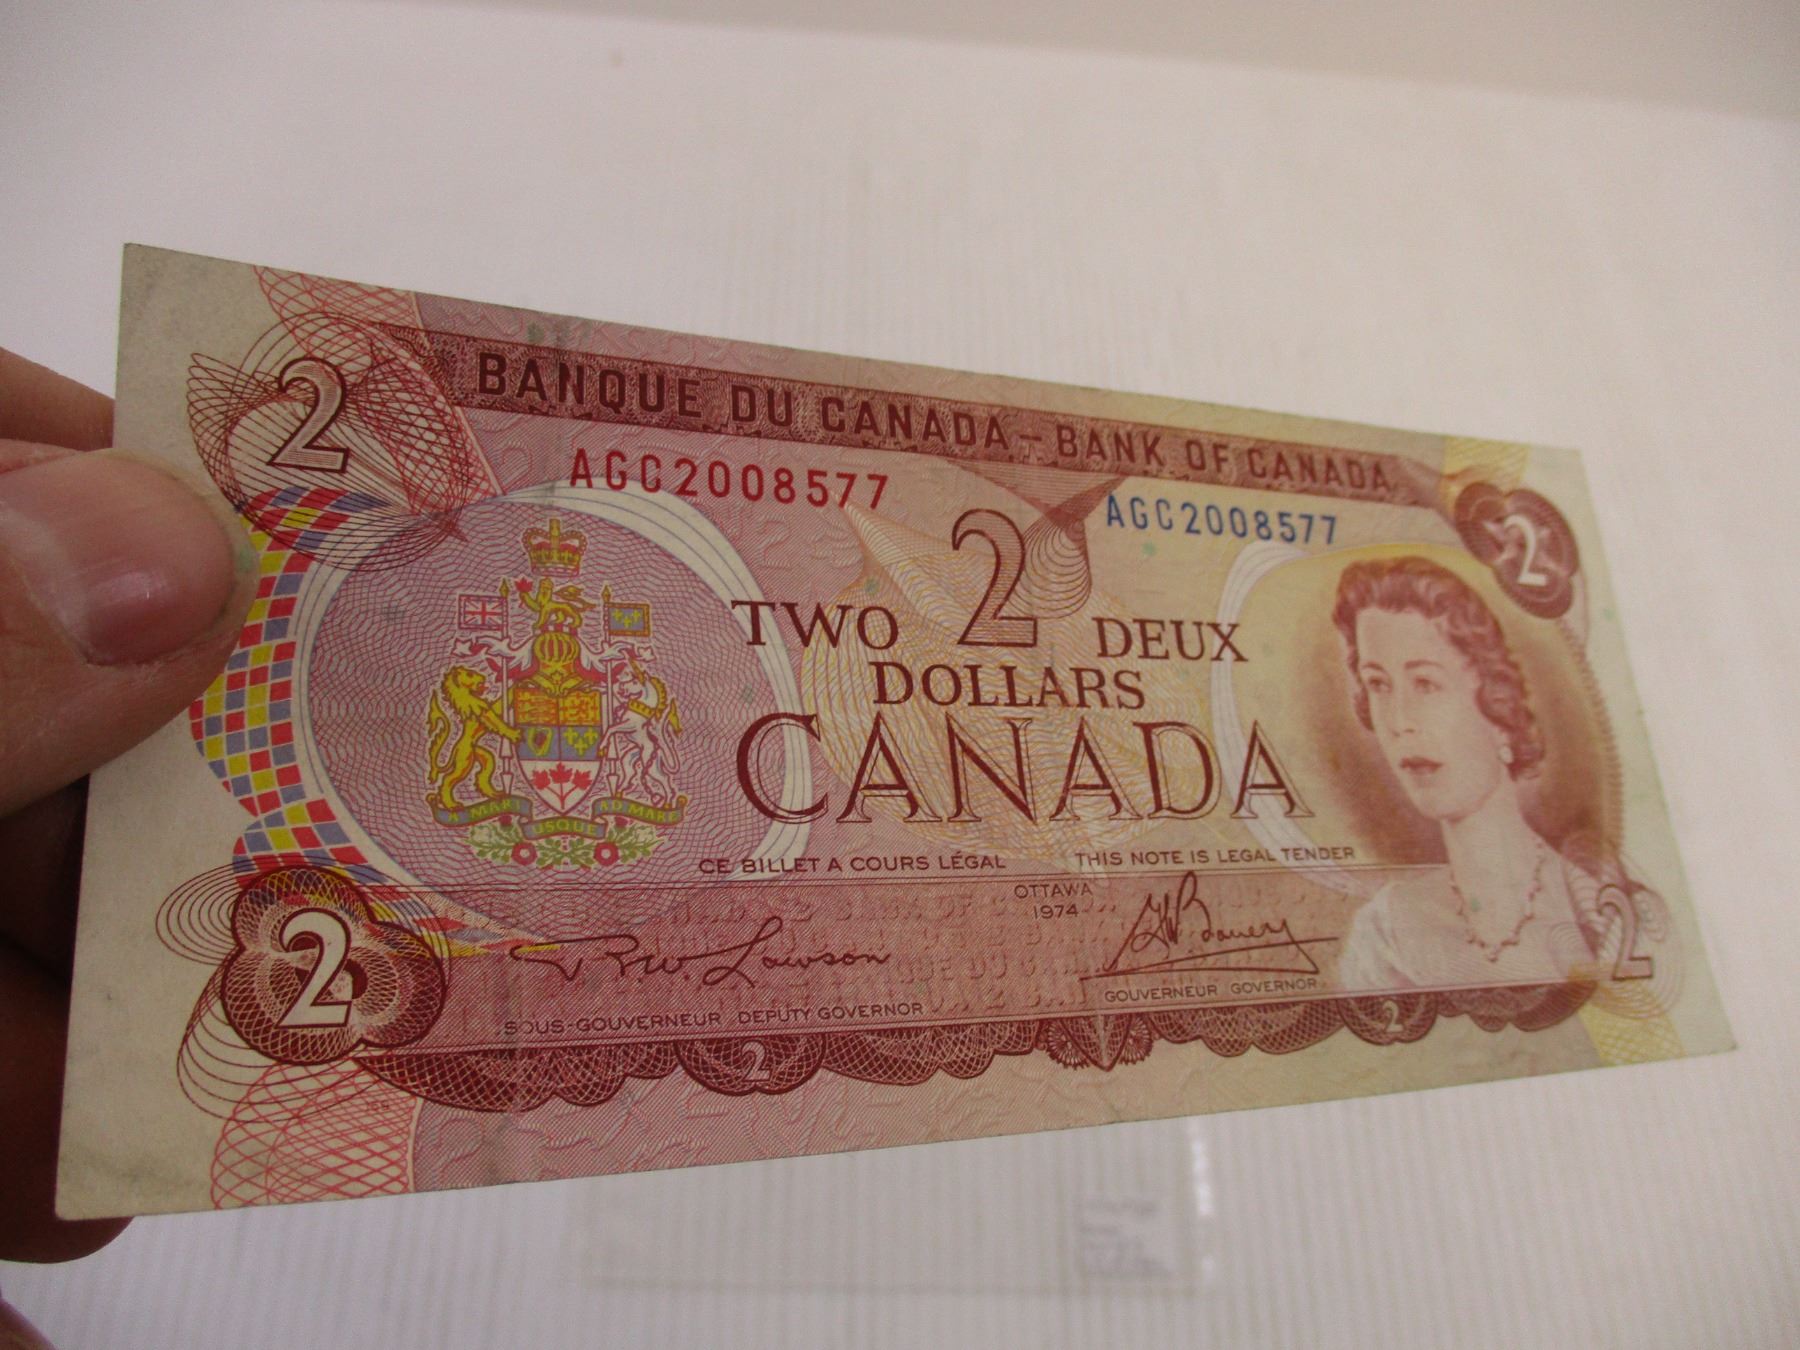 2
BANQUE DU CANADA – BANK OF CANADA
AGC2008577
AGC2008577
2
2
TWO DEUX
DOLLARS
CANADA
A MARI USQUE AD MARE
CE BILLET A COURS LÉGAL THIS NOTE IS LEGAL TENDER
OTTAWA
1974
R.W. Lawson
G K Bouey
2
2
SOUS-GOUVERNEUR DEPUTY GOVERNOR
GOUVERNEUR GOVERNOR
2
2